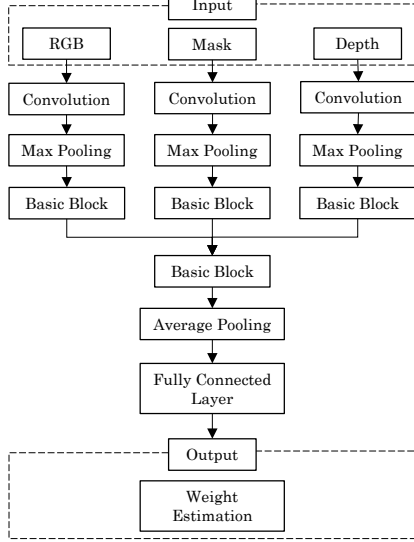 Input
RGB
Mask
Depth
Convolution
Convolution
Convolution
Max Pooling
Max Pooling
Max Pooling
Basic Block
Basic Block
Basic Block
Basic Block
Average Pooling
Fully Connected
Layer
Output
Weight
Estimation